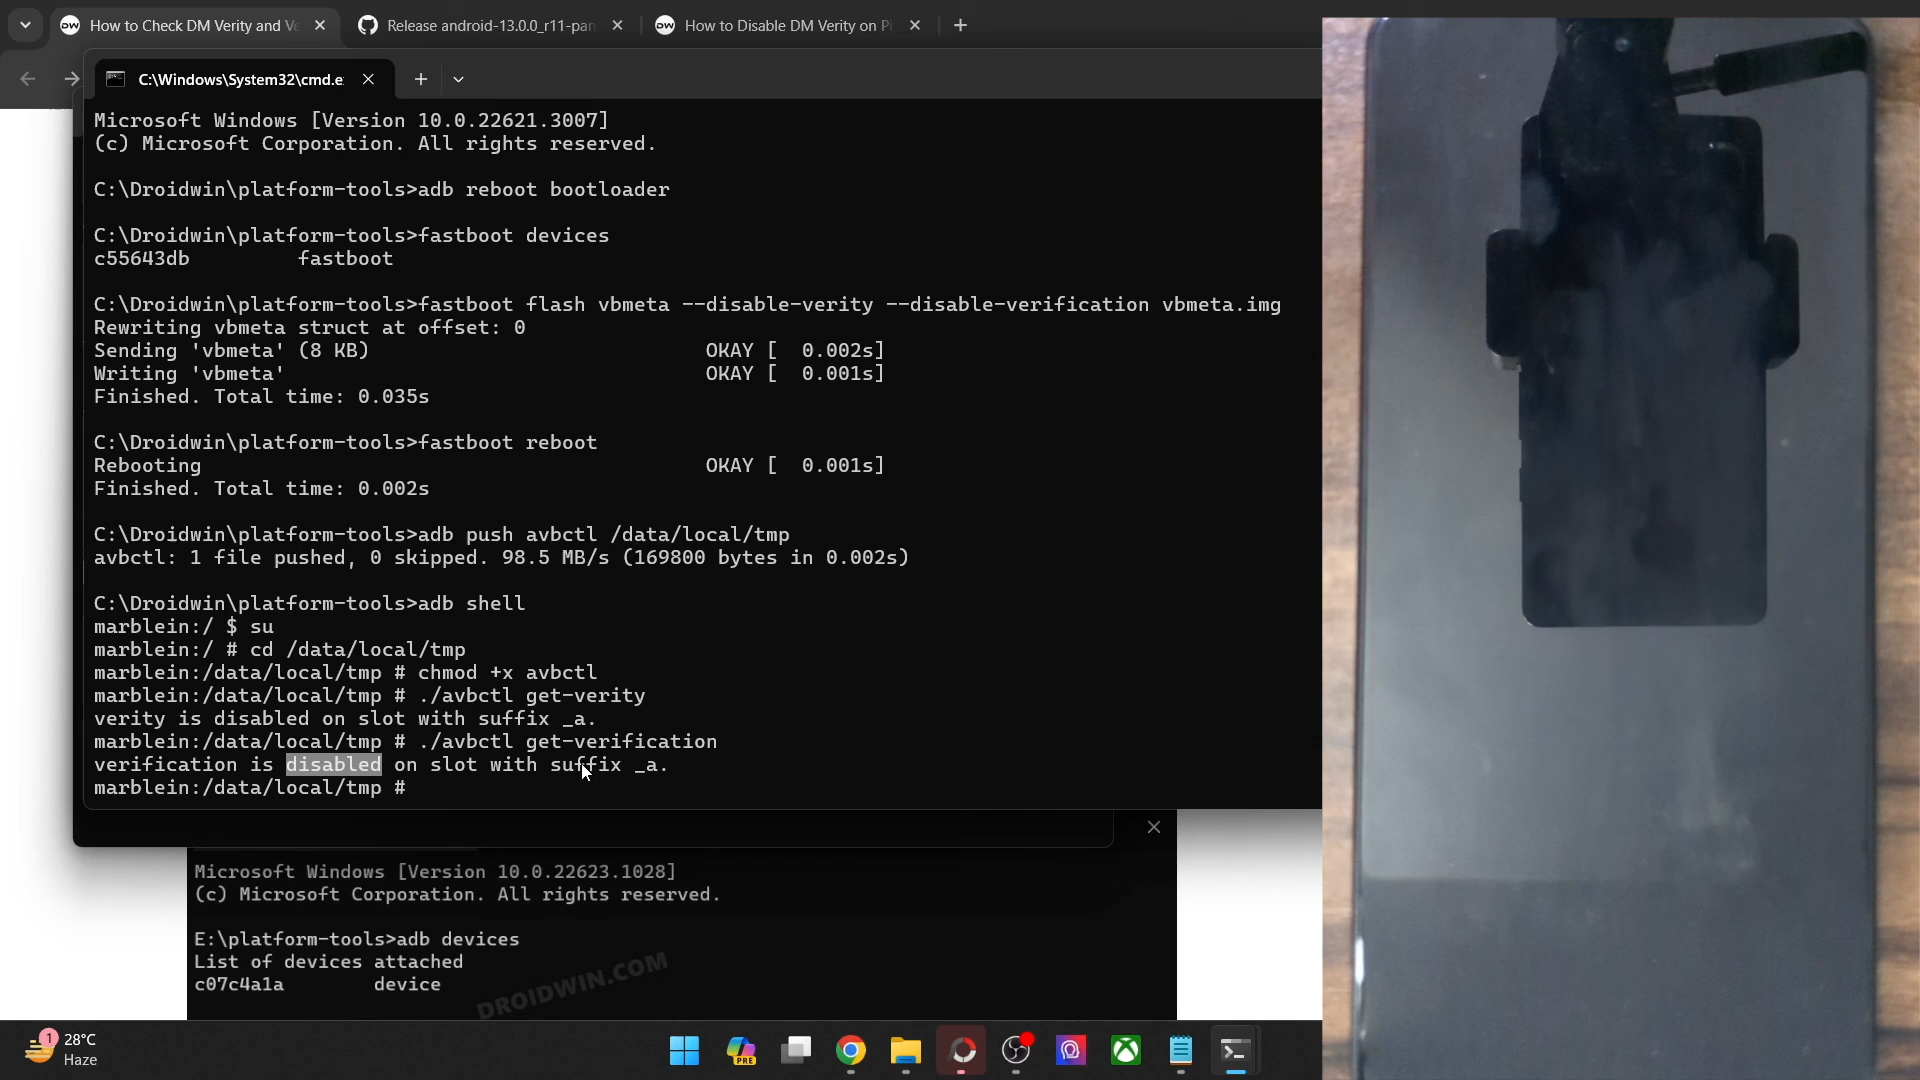 How to Check DM Verity and Ve
Release android-13.0.0_r11-pan
How to Disable DM Verity on Pi
C:\Windows\System32\cmd.e
Microsoft Windows [Version 10.0.22621.3007]
(c) Microsoft Corporation. All rights reserved.
C:\Droidwin\platform-tools>adb reboot bootloader
C:\Droidwin\platform-tools>fastboot devices
c55643db         fastboot
C:\Droidwin\platform-tools>fastboot flash vbmeta --disable-verity --disable-verification vbmeta.img
Rewriting vbmeta struct at offset: 0
Sending 'vbmeta' (8 KB)                            OKAY [  0.002s]
Writing 'vbmeta'                                   OKAY [  0.001s]
Finished. Total time: 0.035s
C:\Droidwin\platform-tools>fastboot reboot
Rebooting                                          OKAY [  0.001s]
Finished. Total time: 0.002s
C:\Droidwin\platform-tools>adb push avbctl /data/local/tmp
avbctl: 1 file pushed, 0 skipped. 98.5 MB/s (169800 bytes in 0.002s)
C:\Droidwin\platform-tools>adb shell
marblein:/ $ su
marblein:/ # cd /data/local/tmp
marblein:/data/local/tmp # chmod +x avbctl
marblein:/data/local/tmp # ./avbctl get-verity
verity is disabled on slot with suffix _a.
marblein:/data/local/tmp # ./avbctl get-verification
verification is disabled on slot with suffix _a.
marblein:/data/local/tmp #
Microsoft Windows [Version 10.0.22623.1028]
(c) Microsoft Corporation. All rights reserved.
E:\platform-tools>adb devices
List of devices attached
c07c4a1a        device
DROIDWIN.COM
1
28°C
Haze
PRE